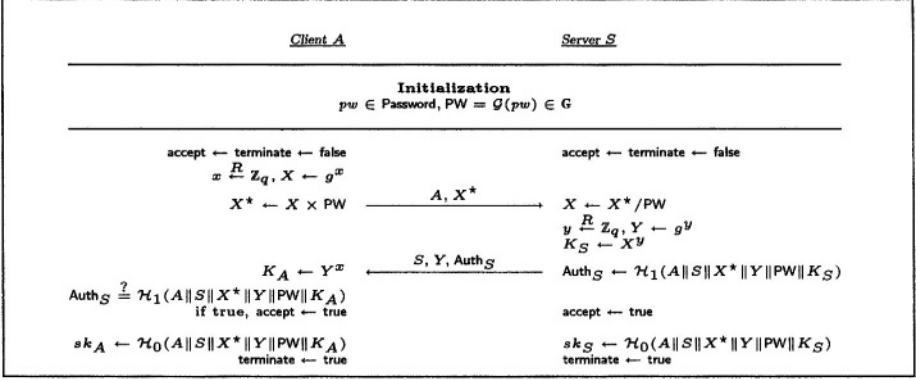 Client A Server S
Initialization
pw ∈ Password, PW = 𝒢(pw) ∈ G
accept ← terminate ← false accept ← terminate ← false
x ←R ℤq, X ← g^x
X★ ← X × PW A, X★ X ← X★/PW
y ←R ℤq, Y ← g^y
K_S ← X^y
K_A ← Y^x S, Y, Auth_S Auth_S ← ℋ₁(A‖S‖X★‖Y‖PW‖K_S)
Auth_S ?= ℋ₁(A‖S‖X★‖Y‖PW‖K_A)
if true, accept ← true accept ← true
sk_A ← ℋ₀(A‖S‖X★‖Y‖PW‖K_A) sk_S ← ℋ₀(A‖S‖X★‖Y‖PW‖K_S)
terminate ← true terminate ← true